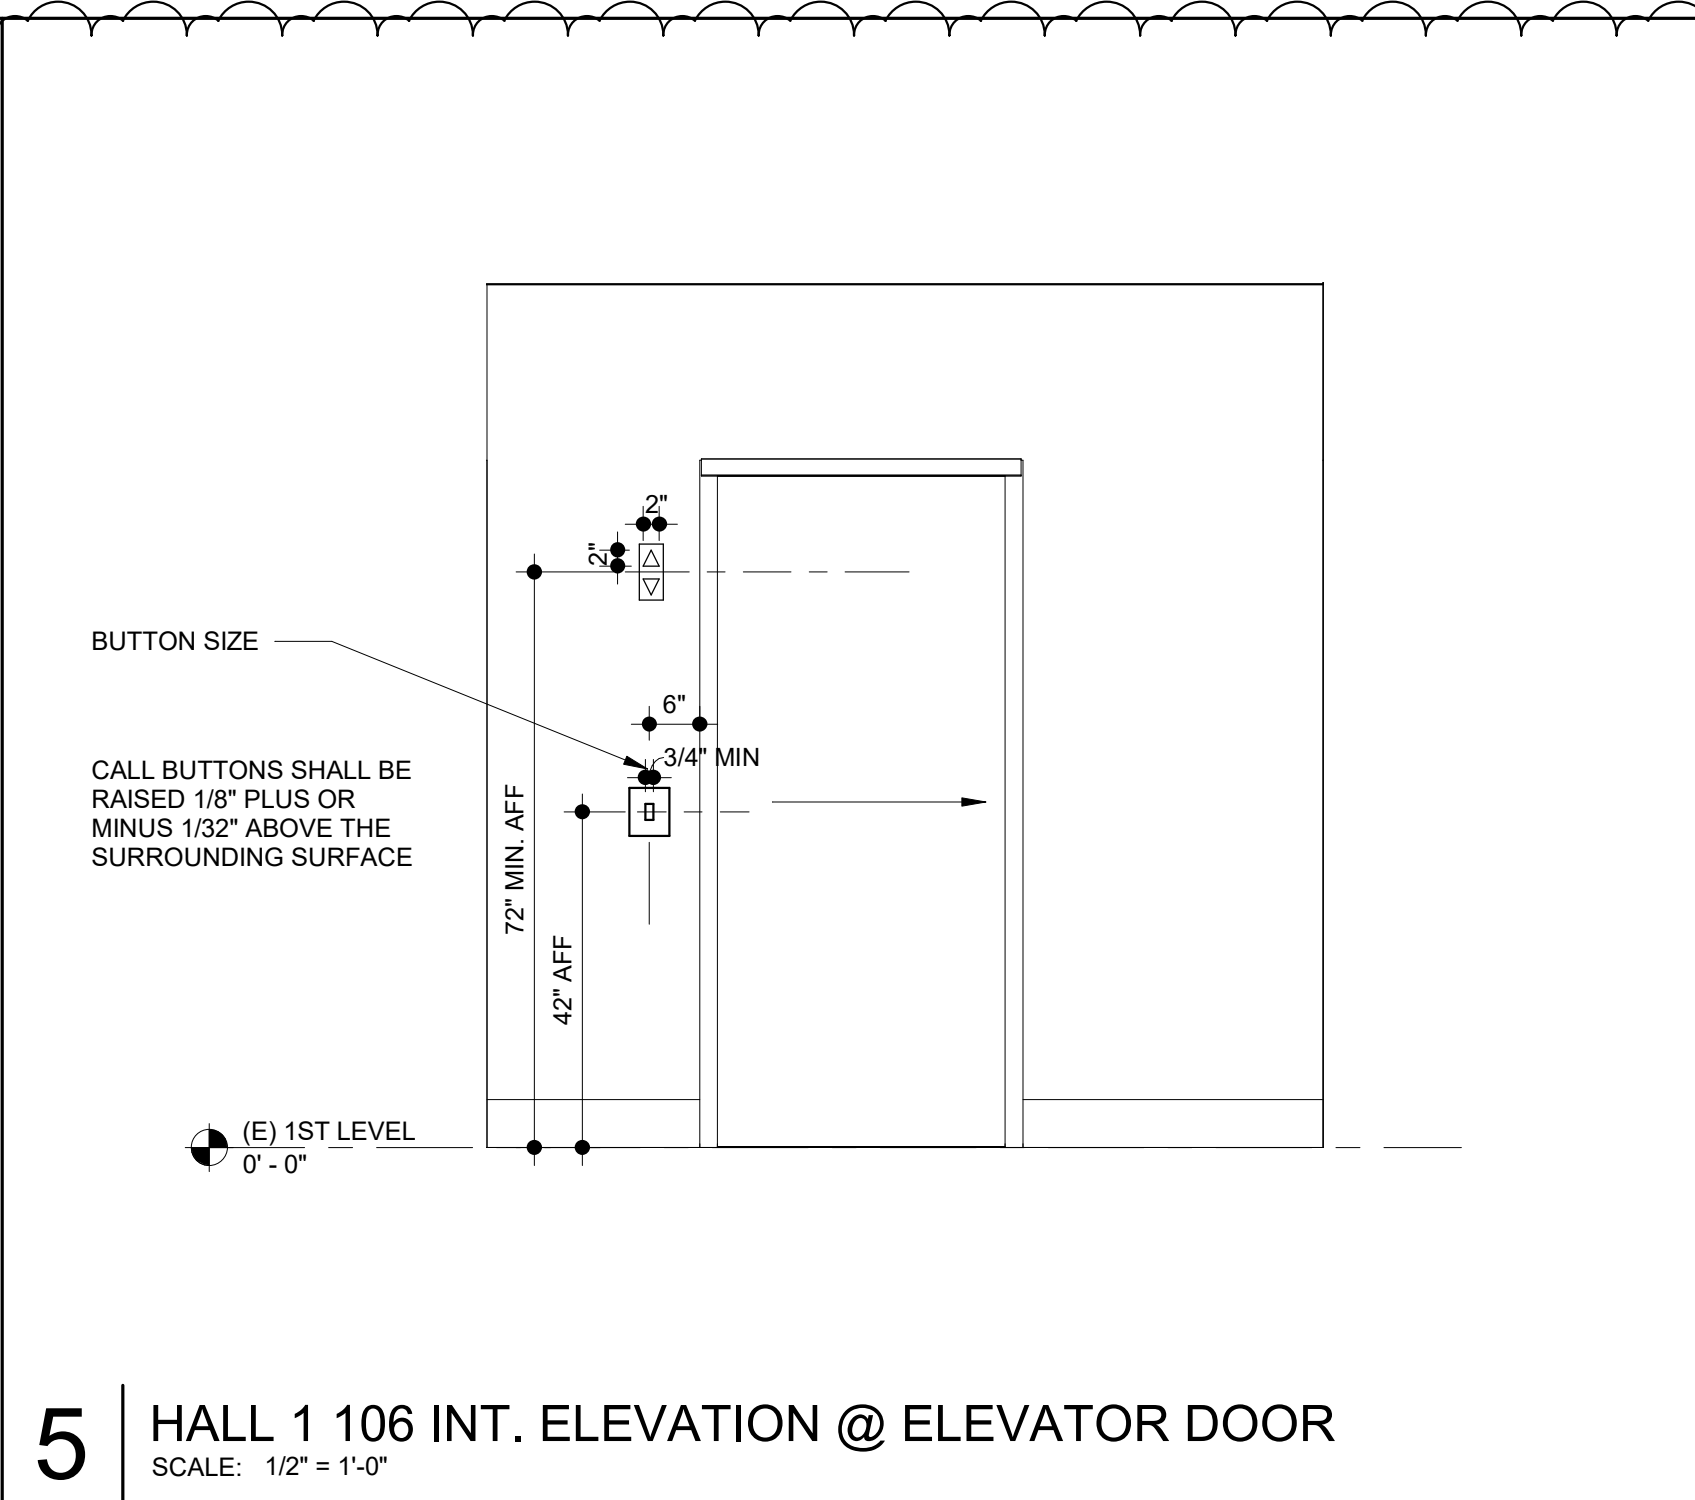 2"
2"
BUTTON SIZE
6"
3/4" MIN
CALL BUTTONS SHALL BE
RAISED 1/8" PLUS OR
MINUS 1/32" ABOVE THE
SURROUNDING SURFACE
72" MIN. AFF
42" AFF
(E) 1ST LEVEL
0' - 0"
5
HALL 1 106 INT. ELEVATION @ ELEVATOR DOOR
SCALE: 1/2" = 1'-0"